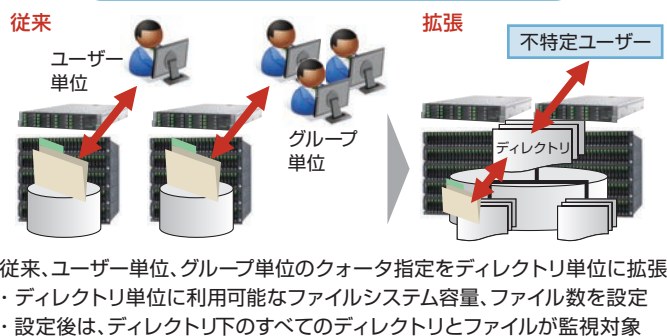 従来
拡張
ユーザー
単位
不特定ユーザー
グループ
単位
ディレクトリ
従来、ユーザー単位、グループ単位のクォータ指定をディレクトリ単位に拡張
・ディレクトリ単位に利用可能なファイルシステム容量、ファイル数を設定
・設定後は、ディレクトリ下のすべてのディレクトリとファイルが監視対象